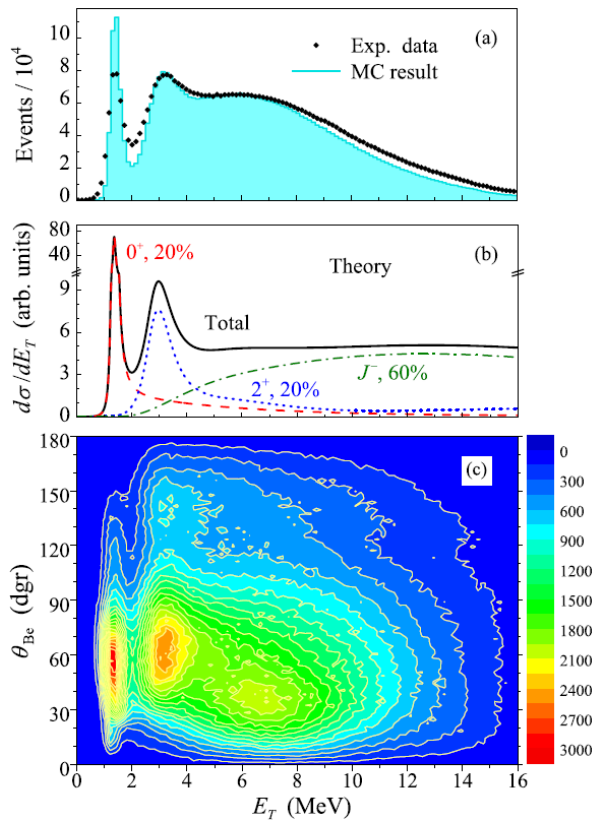 (a)
Exp. data
MC result
Events / 10⁴
10
8
6
4
2
0
(b)
dσ/dE_T (arb. units)
80
40
9
6
3
0
0⁺, 20%
Theory
Total
2⁺, 20%
J⁻, 60%
(c)
θ_Be (dgr)
180
150
120
90
60
30
0
0 2 4 6 8 10 12 14 16
E_T (MeV)
0
300
600
900
1200
1500
1800
2100
2400
2700
3000